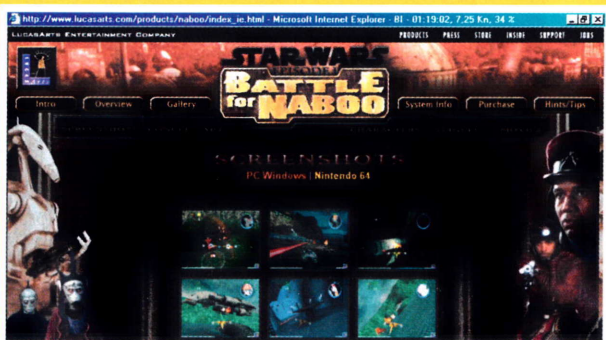 http://www.lucasarts.com/products/naboo/index_ie.html - Microsoft Internet Explorer - BI - 01:19:02, 7,25 Kn, 34 %
LUCASARTS ENTERTAINMENT COMPANY
PRODUCTS PRESS STORE INSIDE SUPPORT JOBS
STAR WARS
EPISODE I
BATTLE
for NABOO
Intro Overview Gallery System Info Purchase Hints/Tips
SCREENSHOTS
PC Windows | Nintendo 64